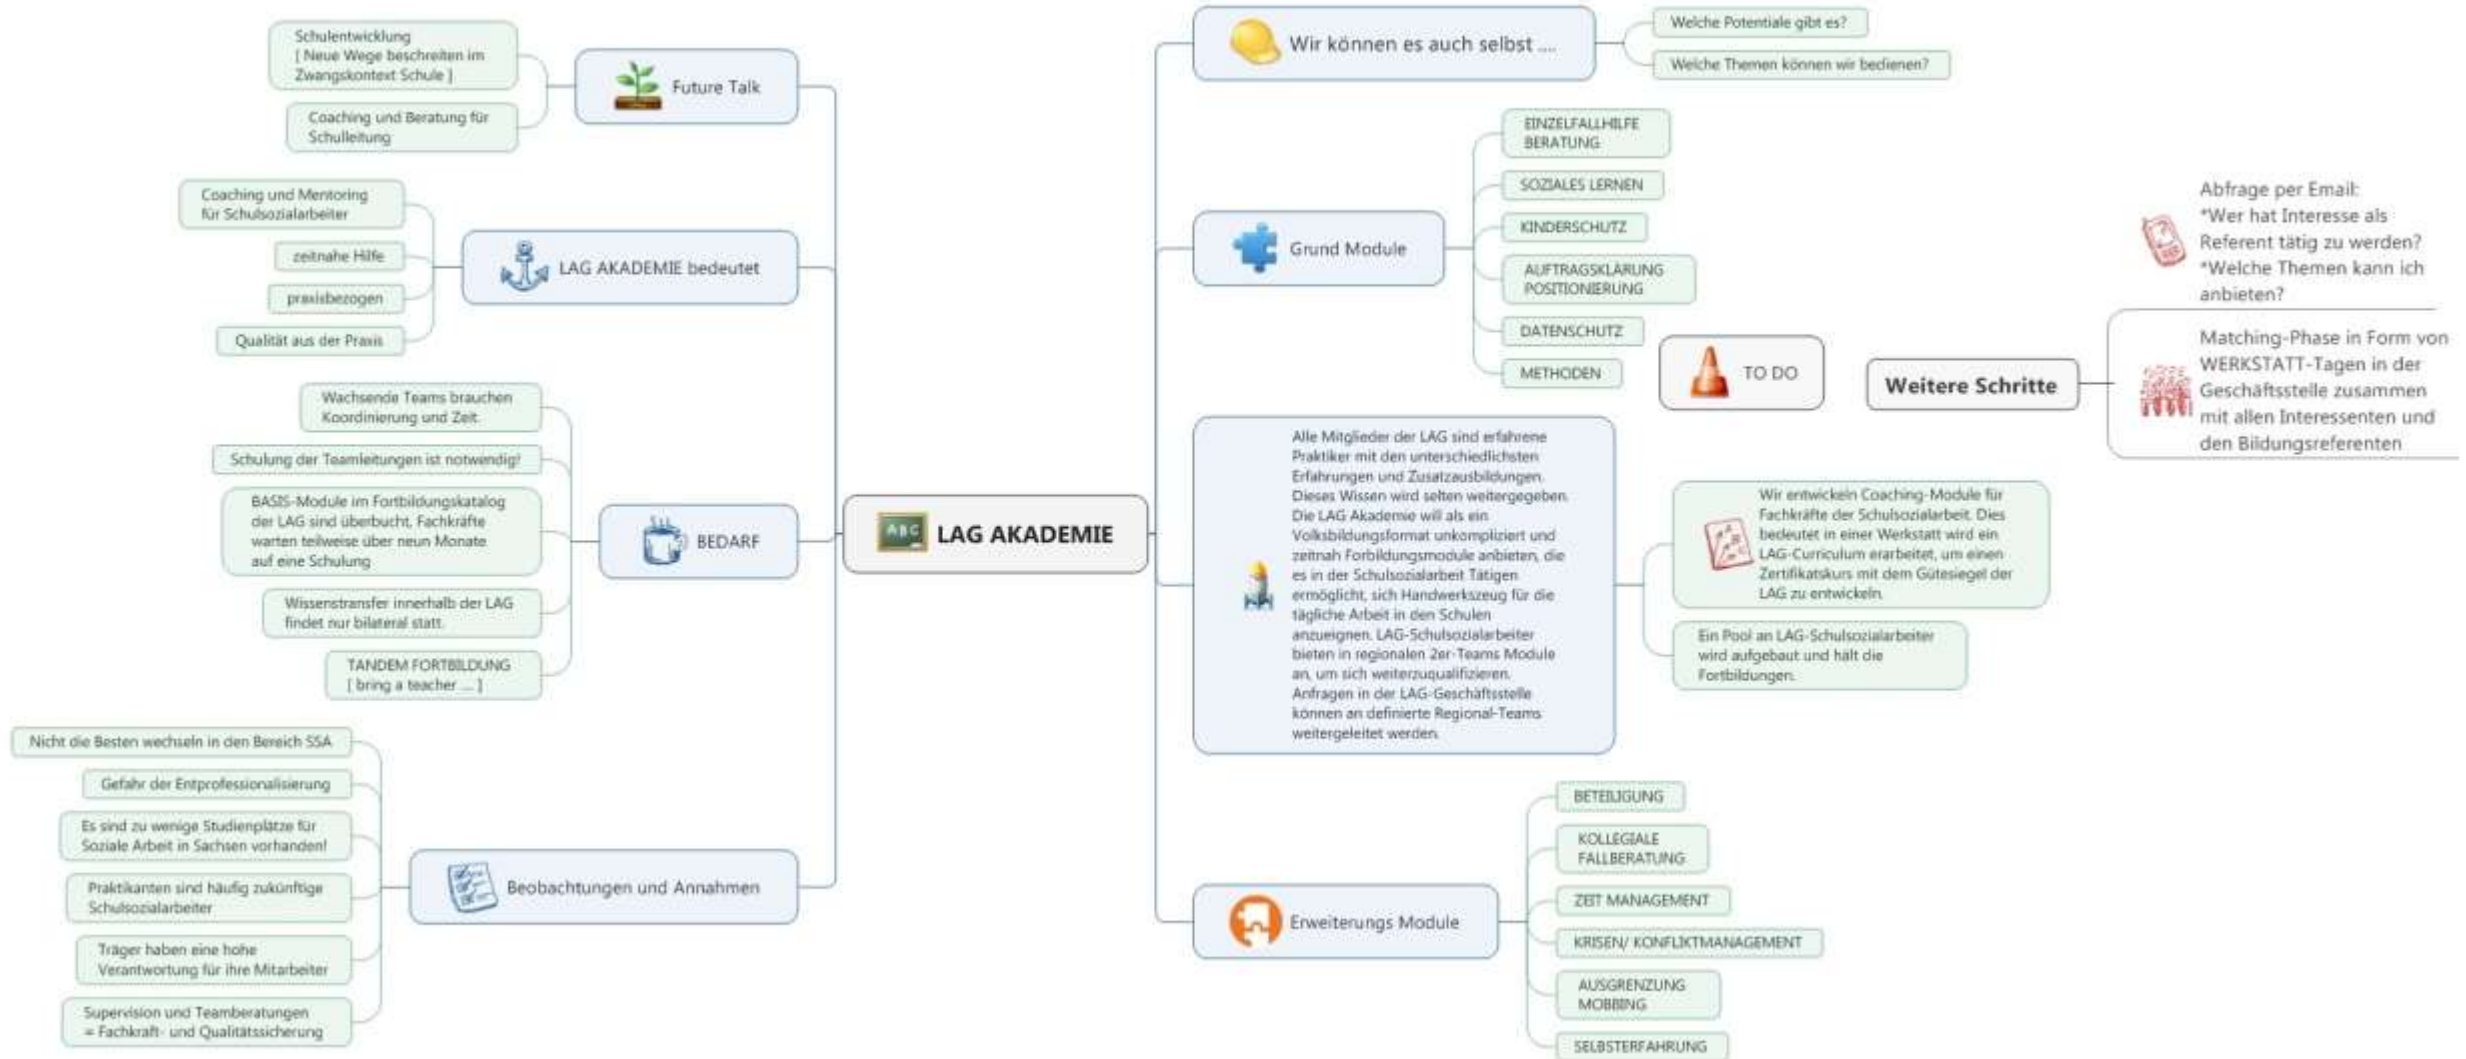 Schulentwicklung
[ Neue Wege beschreiten im
Zwangskontext Schule ]
Coaching und Beratung für
Schulleitung
Future Talk
Coaching und Mentoring
für Schulsozialarbeiter
zeitnahe Hilfe
praxisbezogen
Qualität aus der Praxis
LAG AKADEMIE bedeutet
Wachsende Teams brauchen
Koordinierung und Zeit.
Schulung der Teamleitungen ist notwendig!
BASIS-Module im Fortbildungskatalog
der LAG sind überbucht, Fachkräfte
warten teilweise über neun Monate
auf eine Schulung
Wissenstransfer innerhalb der LAG
findet nur bilateral statt.
TANDEM FORTBILDUNG
[ bring a teacher ... ]
BEDARF
Nicht die Besten wechseln in den Bereich SSA
Gefahr der Entprofessionalisierung
Es sind zu wenige Studienplätze für
Soziale Arbeit in Sachsen vorhanden!
Praktikanten sind häufig zukünftige
Schulsozialarbeiter
Träger haben eine hohe
Verantwortung für ihre Mitarbeiter
Supervision und Teamberatungen
= Fachkraft- und Qualitätssicherung
Beobachtungen und Annahmen
ABC
LAG AKADEMIE
Wir können es auch selbst ....
Welche Potentiale gibt es?
Welche Themen können wir bedienen?
Grund Module
EINZELFALLHILFE
BERATUNG
SOZIALES LERNEN
KINDERSCHUTZ
AUFTRAGSKLÄRUNG
POSITIONIERUNG
DATENSCHUTZ
METHODEN
Alle Mitglieder der LAG sind erfahrene
Praktiker mit den unterschiedlichsten
Erfahrungen und Zusatzausbildungen.
Dieses Wissen wird selten weitergegeben.
Die LAG Akademie will als ein
Volksbildungsformat unkompliziert und
zeitnah Forbildungsmodule anbieten, die
es in der Schulsozialarbeit Tätigen
ermöglicht, sich Handwerkszeug für die
tägliche Arbeit in den Schulen
anzueignen. LAG-Schulsozialarbeiter
bieten in regionalen 2er-Teams Module
an, um sich weiterzuqualifizieren.
Anfragen in der LAG-Geschäftsstelle
können an definierte Regional-Teams
weitergeleitet werden.
Wir entwickeln Coaching-Module für
Fachkräfte der Schulsozialarbeit. Dies
bedeutet in einer Werkstatt wird ein
LAG-Curriculum erarbeitet, um einen
Zertifikatskurs mit dem Gütesiegel der
LAG zu entwickeln.
Ein Pool an LAG-Schulsozialarbeiter
wird aufgebaut und hält die
Fortbildungen.
Erweiterungs Module
BETEILIGUNG
KOLLEGIALE
FALLBERATUNG
ZEIT MANAGEMENT
KRISEN/ KONFLIKTMANAGEMENT
AUSGRENZUNG
MOBBING
SELBSTERFAHRUNG
TO DO
Weitere Schritte
Abfrage per Email:
*Wer hat Interesse als
Referent tätig zu werden?
*Welche Themen kann ich
anbieten?
Matching-Phase in Form von
WERKSTATT-Tagen in der
Geschäftsstelle zusammen
mit allen Interessenten und
den Bildungsreferenten